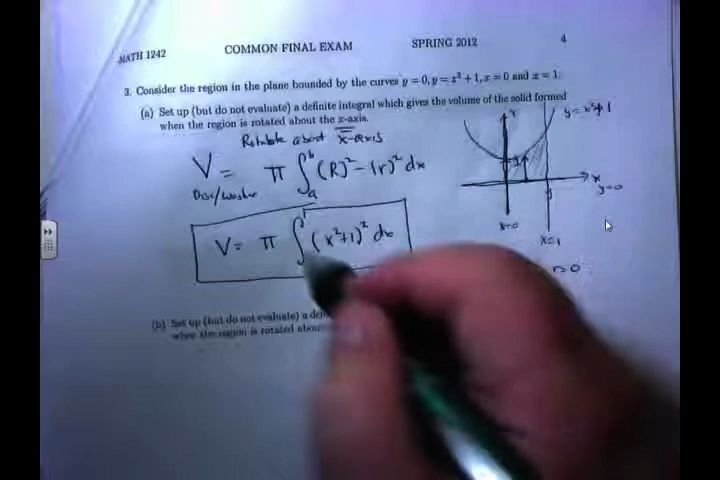 MATH 1242 COMMON FINAL EXAM SPRING 2012 4
3. Consider the region in the plane bounded by the curves y = 0, y = x² + 1, x = 0 and x = 1.
(a) Set up (but do not evaluate) a definite integral which gives the volume of the solid formed
when the region is rotated about the x-axis.
Rotate about x-axis
V = π ∫ₐᵇ (R)² - (r)² dx
Disc/washer
V = π ∫ (x²+1)² dx
y = x²+1
x
y=0
x=0
x=1
r=0
(b) Set up (but do not evaluate) a
when the region is rotated